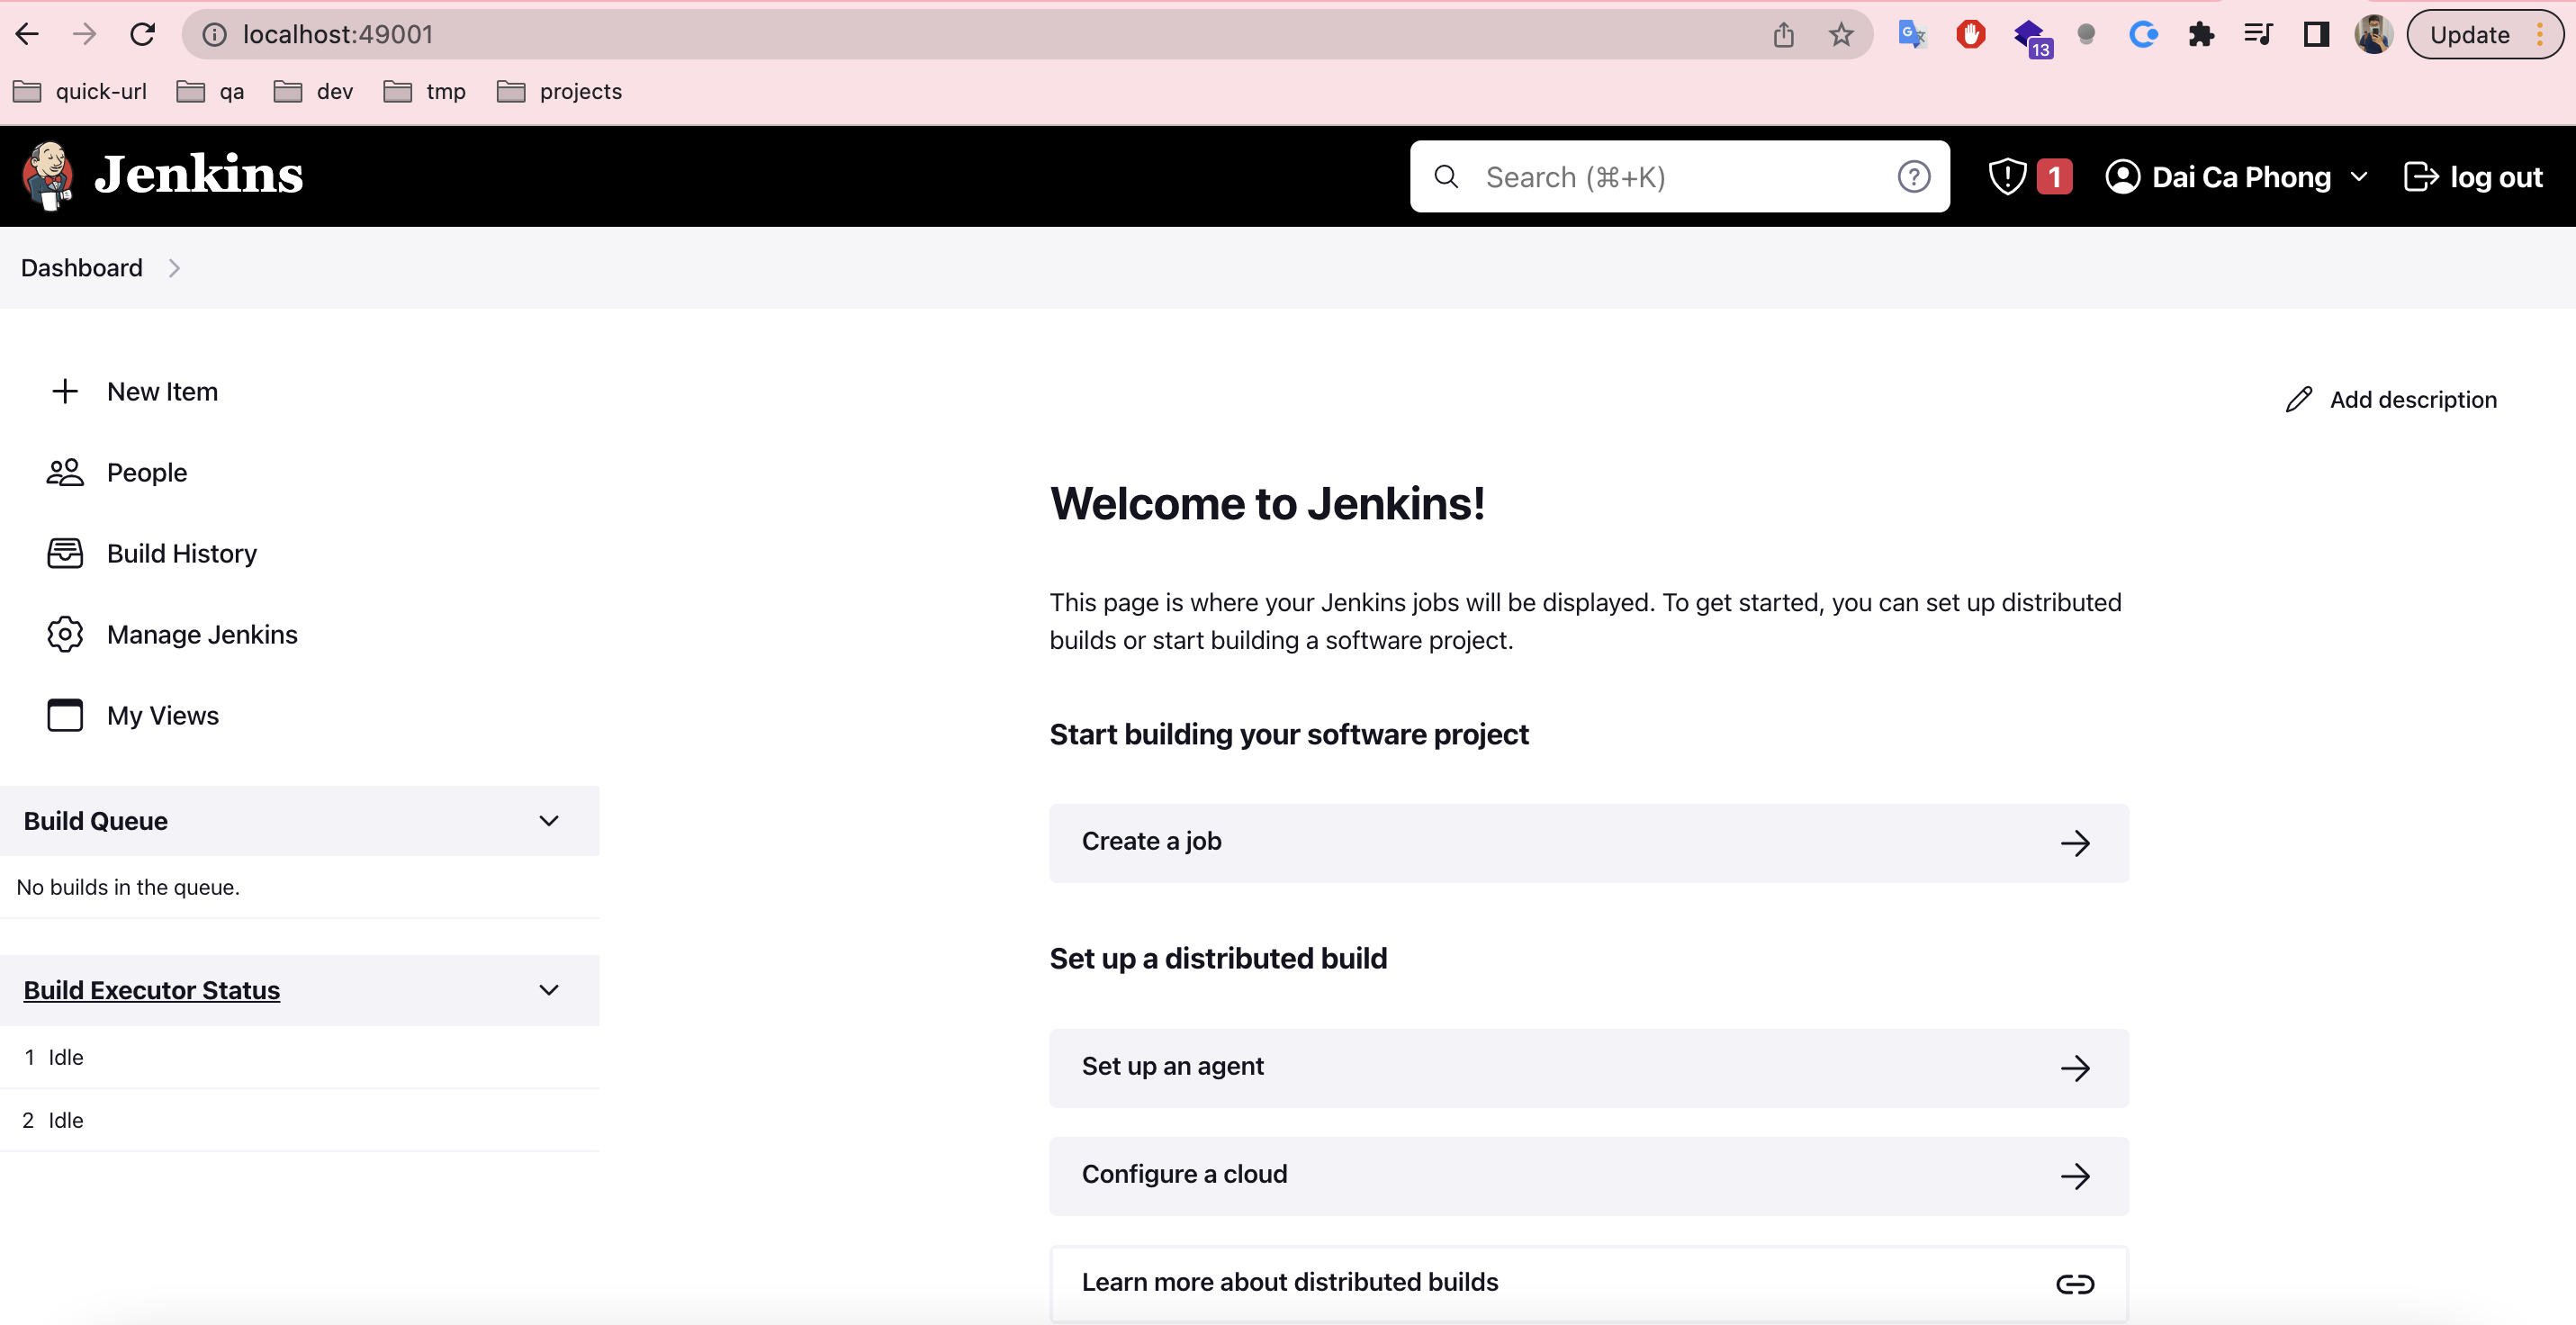 localhost:49001
13
Update
quick-url
qa
dev
tmp
projects
Jenkins
Search (⌘+K)
1
Dai Ca Phong
log out
Dashboard
New Item
People
Build History
Manage Jenkins
My Views
Build Queue
No builds in the queue.
Build Executor Status
1 Idle
2 Idle
Add description
Welcome to Jenkins!
This page is where your Jenkins jobs will be displayed. To get started, you can set up distributed
builds or start building a software project.
Start building your software project
Create a job
Set up a distributed build
Set up an agent
Configure a cloud
Learn more about distributed builds